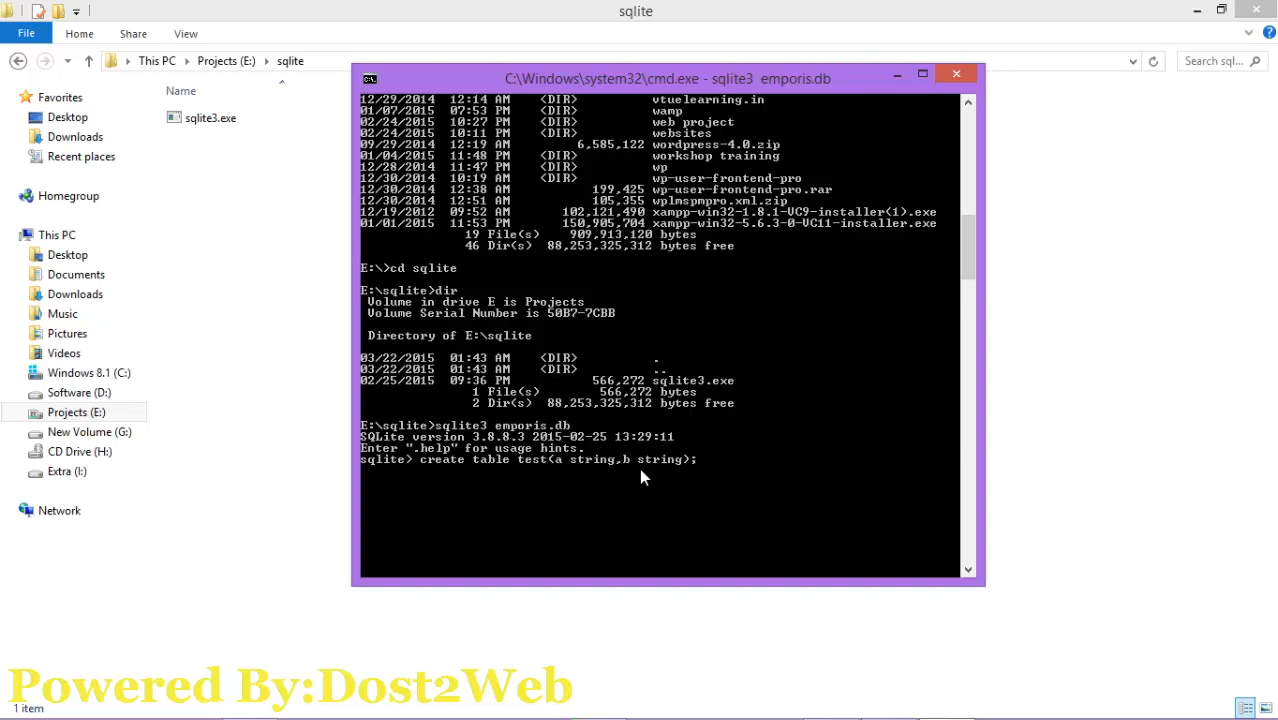 sqlite
File
Home
Share
View
This PC
Projects (E:)
sqlite
Search sql...
Favorites
Desktop
Downloads
Recent places
Homegroup
This PC
Desktop
Documents
Downloads
Music
Pictures
Videos
Windows 8.1 (C:)
Software (D:)
Projects (E:)
New Volume (G:)
CD Drive (H:)
Extra (I:)
Network
Name
sqlite3.exe
C:\Windows\system32\cmd.exe - sqlite3 emporis.db
12/29/2014 12:14 AM <DIR> vtuelearning.in
01/07/2015 07:53 PM <DIR> wamp
02/24/2015 10:27 PM <DIR> web project
02/24/2015 10:11 PM <DIR> websites
09/29/2014 12:19 AM 6,585,122 wordpress-4.0.zip
01/04/2015 11:48 PM <DIR> workshop training
12/28/2014 11:47 PM <DIR> wp
12/30/2014 10:19 AM <DIR> wp-user-frontend-pro
12/30/2014 12:38 AM 199,425 wp-user-frontend-pro.rar
12/30/2014 12:51 AM 105,355 wplmspmpro.xml.zip
12/19/2012 09:52 AM 102,121,490 xampp-win32-1.8.1-VC9-installer(1).exe
01/01/2015 11:53 PM 150,905,704 xampp-win32-5.6.3-0-VC11-installer.exe
19 File(s) 909,913,120 bytes
46 Dir(s) 88,253,325,312 bytes free
E:\>cd sqlite
E:\sqlite>dir
Volume in drive E is Projects
Volume Serial Number is 50B7-7CBB
Directory of E:\sqlite
03/22/2015 01:43 AM <DIR> .
03/22/2015 01:43 AM <DIR> ..
02/25/2015 09:36 PM 566,272 sqlite3.exe
1 File(s) 566,272 bytes
2 Dir(s) 88,253,325,312 bytes free
E:\sqlite>sqlite3 emporis.db
SQLite version 3.8.8.3 2015-02-25 13:29:11
Enter ".help" for usage hints.
sqlite> create table test(a string,b string);
Powered By:Dost2Web
1 item